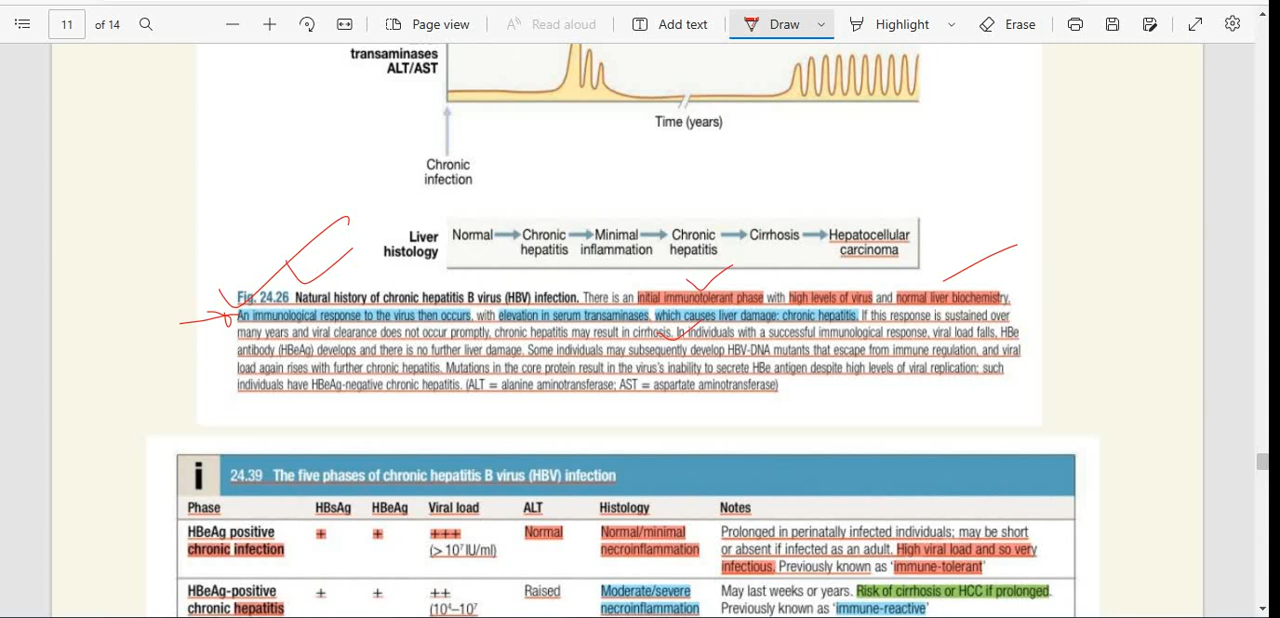 11 of 14 Page view Read aloud Add text Draw Highlight Erase
transaminases
ALT/AST
Time (years)
Chronic
infection
Liver
histology
Normal Chronic
hepatitis Minimal
inflammation Chronic
hepatitis Cirrhosis Hepatocellular
carcinoma
Fig. 24.26 Natural history of chronic hepatitis B virus (HBV) infection. There is an initial immunotolerant phase with high levels of virus and normal liver biochemistry.
An immunological response to the virus then occurs, with elevation in serum transaminases, which causes liver damage: chronic hepatitis. If this response is sustained over
many years and viral clearance does not occur promptly, chronic hepatitis may result in cirrhosis. In individuals with a successful immunological response, viral load falls, HBe
antibody (HBeAg) develops and there is no further liver damage. Some individuals may subsequently develop HBV-DNA mutants that escape from immune regulation, and viral
load again rises with further chronic hepatitis. Mutations in the core protein result in the virus's inability to secrete HBe antigen despite high levels of viral replication; such
individuals have HBeAg-negative chronic hepatitis. (ALT = alanine aminotransferase; AST = aspartate aminotransferase)
i 24.39 The five phases of chronic hepatitis B virus (HBV) infection
Phase HBsAg HBeAg Viral load ALT Histology Notes
HBeAg positive + + +++ Normal Normal/minimal Prolonged in perinatally infected individuals; may be short
chronic infection (> 10⁷ IU/ml) necroinflammation or absent if infected as an adult. High viral load and so very
infectious. Previously known as 'immune-tolerant'
HBeAg-positive + + ++ Raised Moderate/severe May last weeks or years. Risk of cirrhosis or HCC if prolonged.
chronic hepatitis (10⁴–10⁷ necroinflammation Previously known as 'immune-reactive'